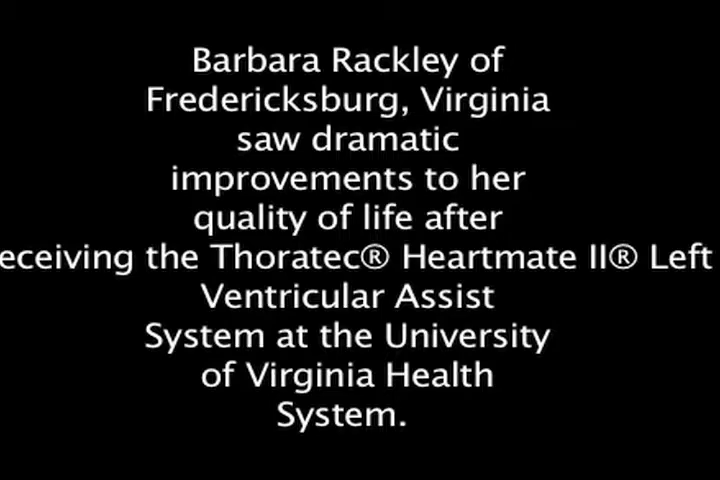 Barbara Rackley of
Fredericksburg, Virginia
saw dramatic
improvements to her
quality of life after
eceiving the Thoratec® Heartmate II® Left
Ventricular Assist
System at the University
of Virginia Health
System.